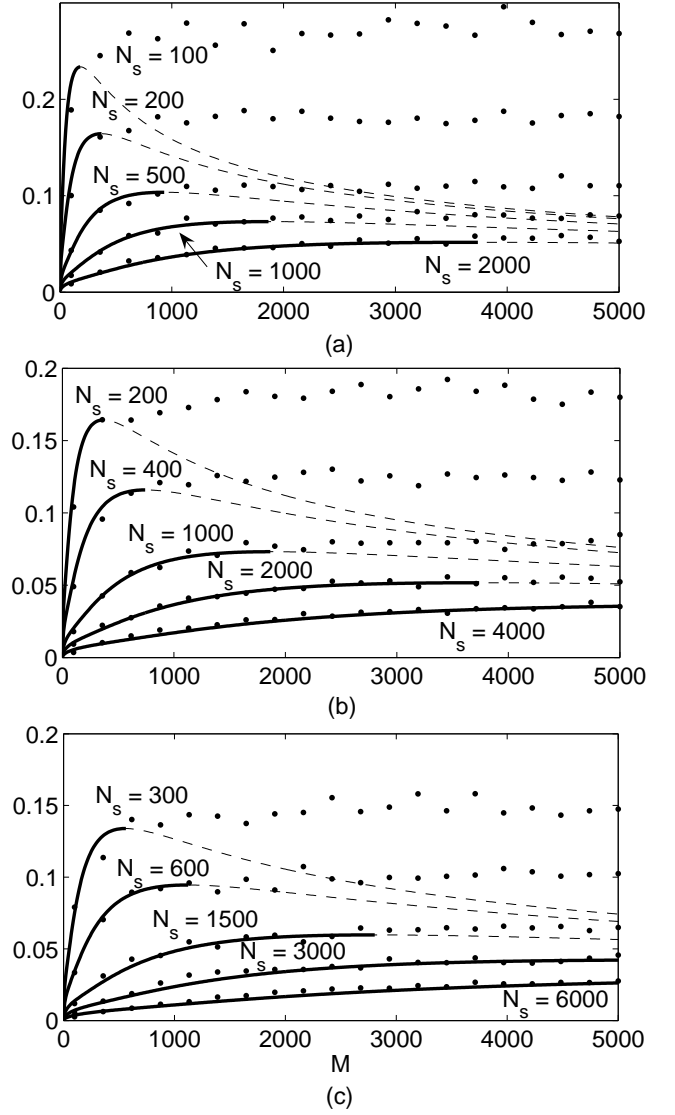 0.2
0.1
0
N_s = 100
N_s = 200
N_s = 500
N_s = 1000
N_s = 2000
0 1000 2000 3000 4000 5000
(a)
0.2
0.15
0.1
0.05
0
N_s = 200
N_s = 400
N_s = 1000
N_s = 2000
N_s = 4000
0 1000 2000 3000 4000 5000
(b)
0.2
0.15
0.1
0.05
0
N_s = 300
N_s = 600
N_s = 1500
N_s = 3000
N_s = 6000
0 1000 2000 3000 4000 5000
M
(c)